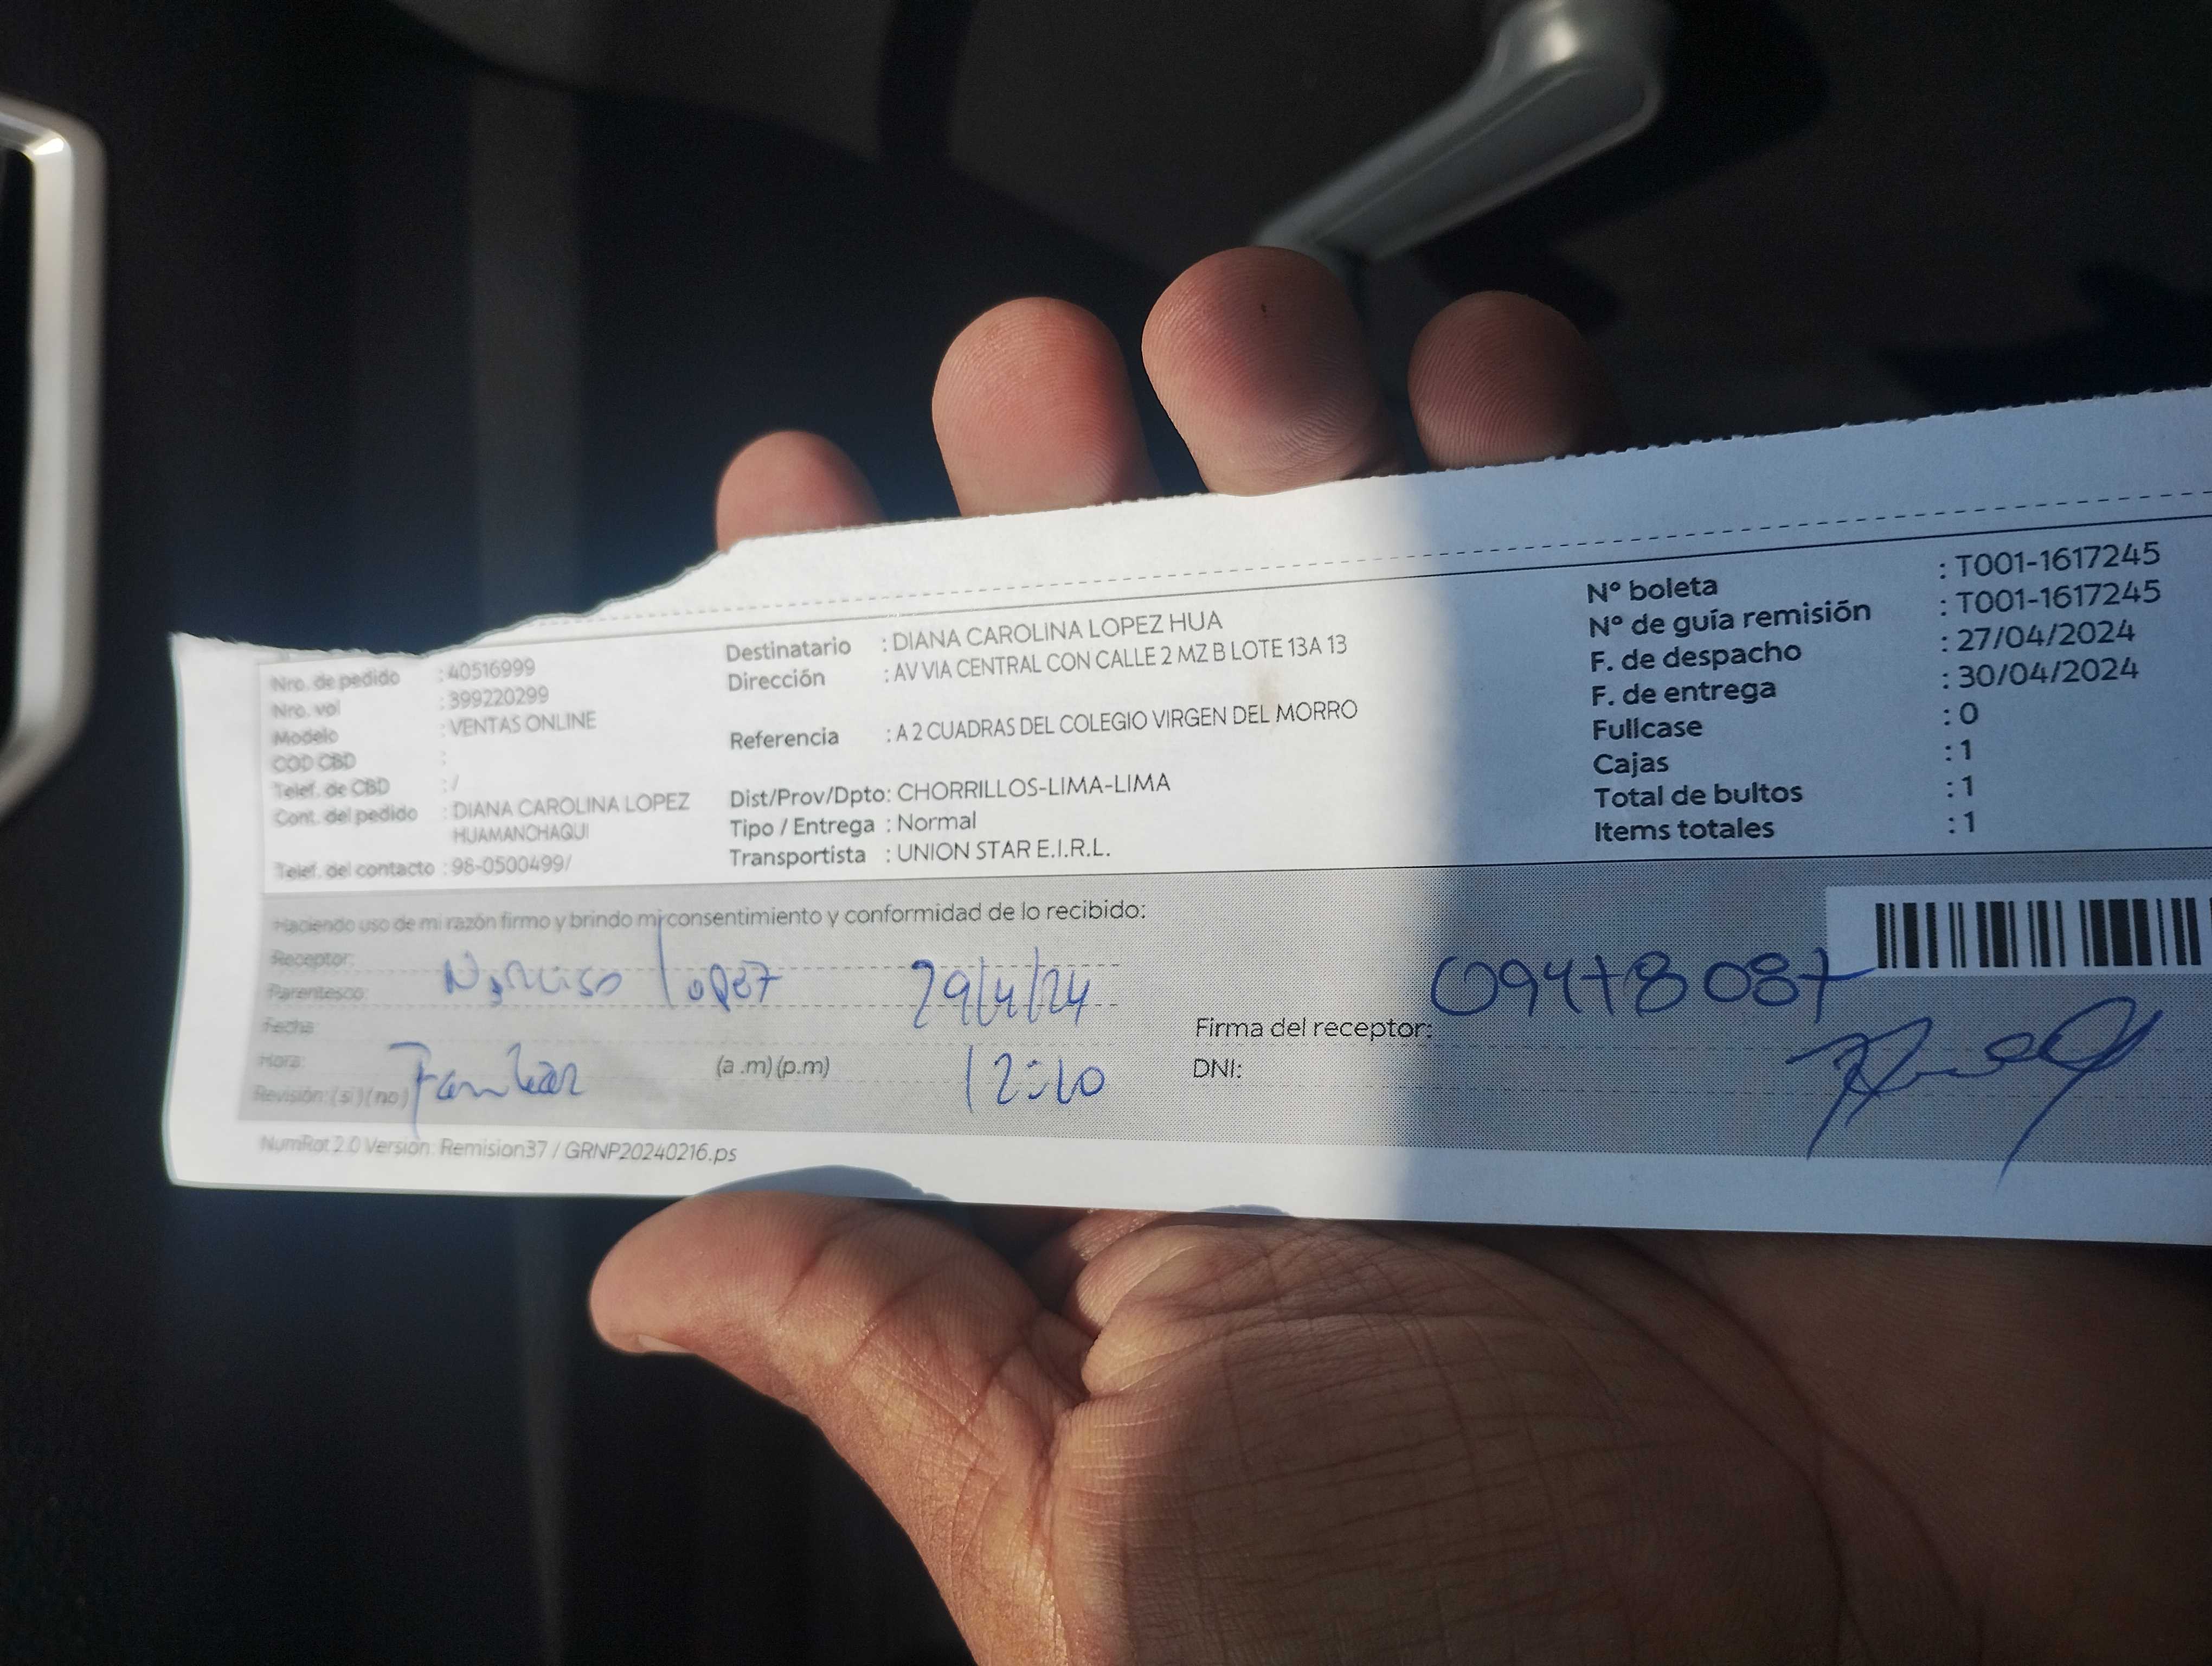 Nro. de pedido : 40516999
Nro. vol : 399220299
Modelo : VENTAS ONLINE
COD CBD :
Telef. de CBD : /
Cont. del pedido : DIANA CAROLINA LOPEZ
HUAMANCHAQUI
Telef. del contacto : 98-0500499/
Destinatario : DIANA CAROLINA LOPEZ HUA
Dirección : AV VIA CENTRAL CON CALLE 2 MZ B LOTE 13A 13
Referencia : A 2 CUADRAS DEL COLEGIO VIRGEN DEL MORRO
Dist/Prov/Dpto: CHORRILLOS-LIMA-LIMA
Tipo / Entrega : Normal
Transportista : UNION STAR E.I.R.L.
Nº boleta : T001-1617245
Nº de guía remisión : T001-1617245
F. de despacho : 27/04/2024
F. de entrega : 30/04/2024
Fullcase : 0
Cajas : 1
Total de bultos : 1
Items totales : 1
Haciendo uso de mi razón firmo y brindo mi consentimiento y conformidad de lo recibido:
Receptor:
Parentesco: Narciso Lopez 29/4/24
Fecha:
Hora: (a .m) (p.m) 12:10
Revisión: (si) (no) Familiar
09478087
Firma del receptor:
DNI:
NumRot 2.0 Version: Remision37 / GRNP20240216.ps